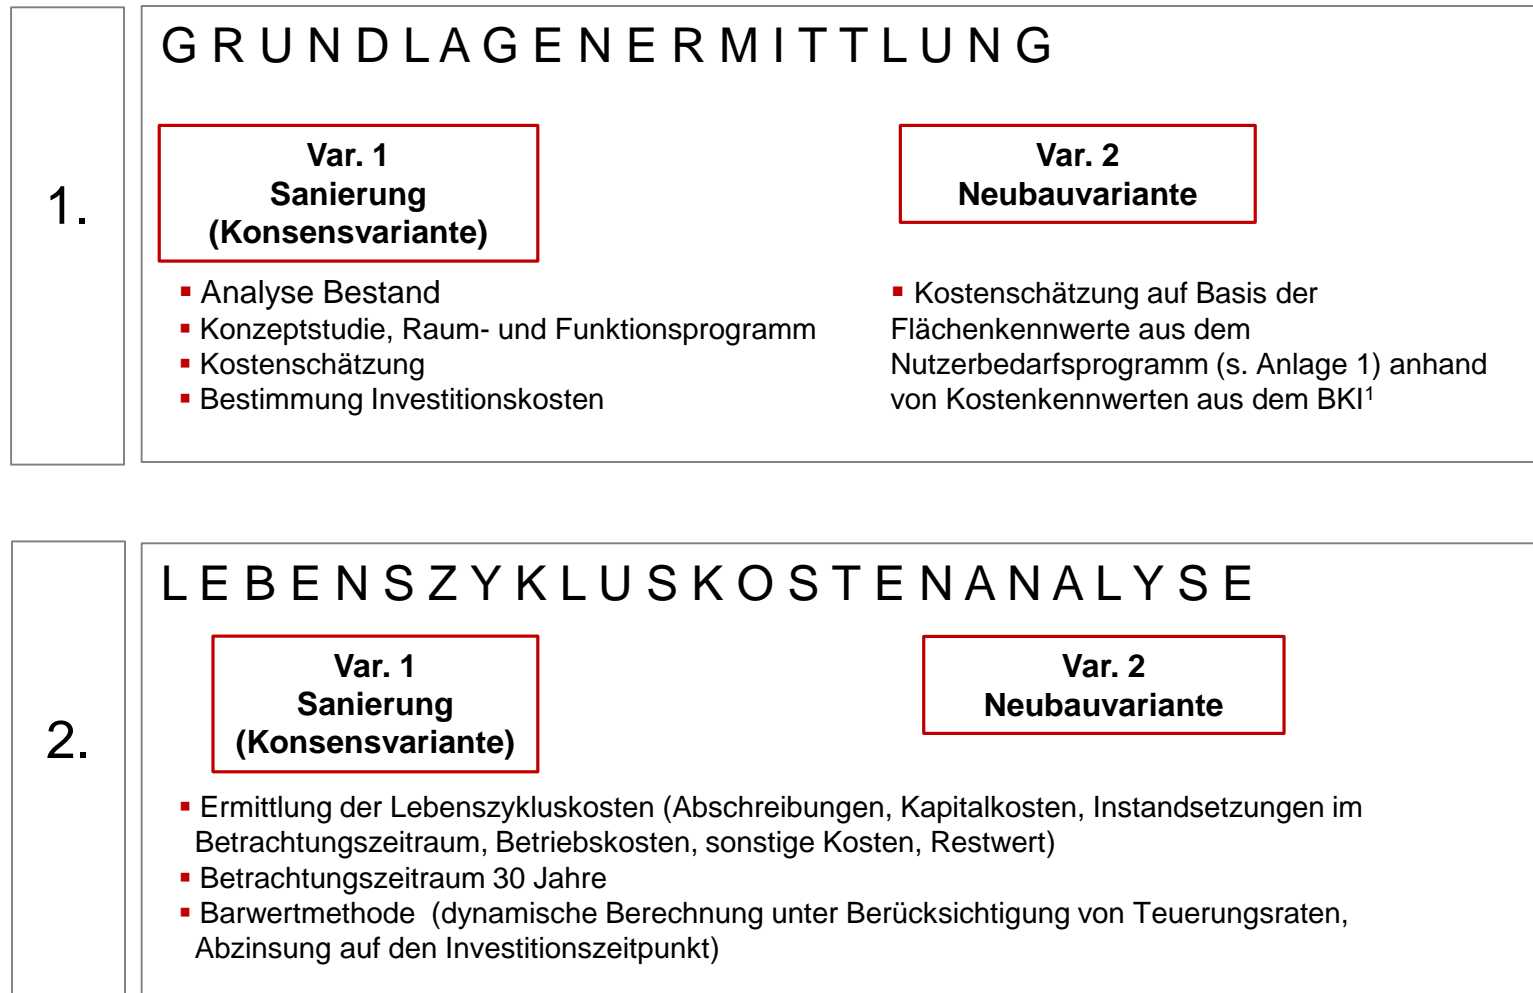 1.
GRUNDLAGENERMITTLUNG
Var. 1
Sanierung
(Konsensvariante)
▪ Analyse Bestand
▪ Konzeptstudie, Raum- und Funktionsprogramm
▪ Kostenschätzung
▪ Bestimmung Investitionskosten
Var. 2
Neubauvariante
▪ Kostenschätzung auf Basis der
Flächenkennwerte aus dem
Nutzerbedarfsprogramm (s. Anlage 1) anhand
von Kostenkennwerten aus dem BKI¹
2.
LEBENSZYKLUSKOSTENANALYSE
Var. 1
Sanierung
(Konsensvariante)
Var. 2
Neubauvariante
▪ Ermittlung der Lebenszykluskosten (Abschreibungen, Kapitalkosten, Instandsetzungen im
Betrachtungszeitraum, Betriebskosten, sonstige Kosten, Restwert)
▪ Betrachtungszeitraum 30 Jahre
▪ Barwertmethode (dynamische Berechnung unter Berücksichtigung von Teuerungsraten,
Abzinsung auf den Investitionszeitpunkt)